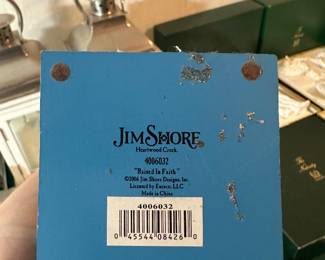 JIM SHORE
Heartwood Creek
4006032
"Raised In Faith"
©2006 Jim Shore Designs, Inc.
Licensed by Enesco, LLC
Made in China
4006032
0 45544 08426 0